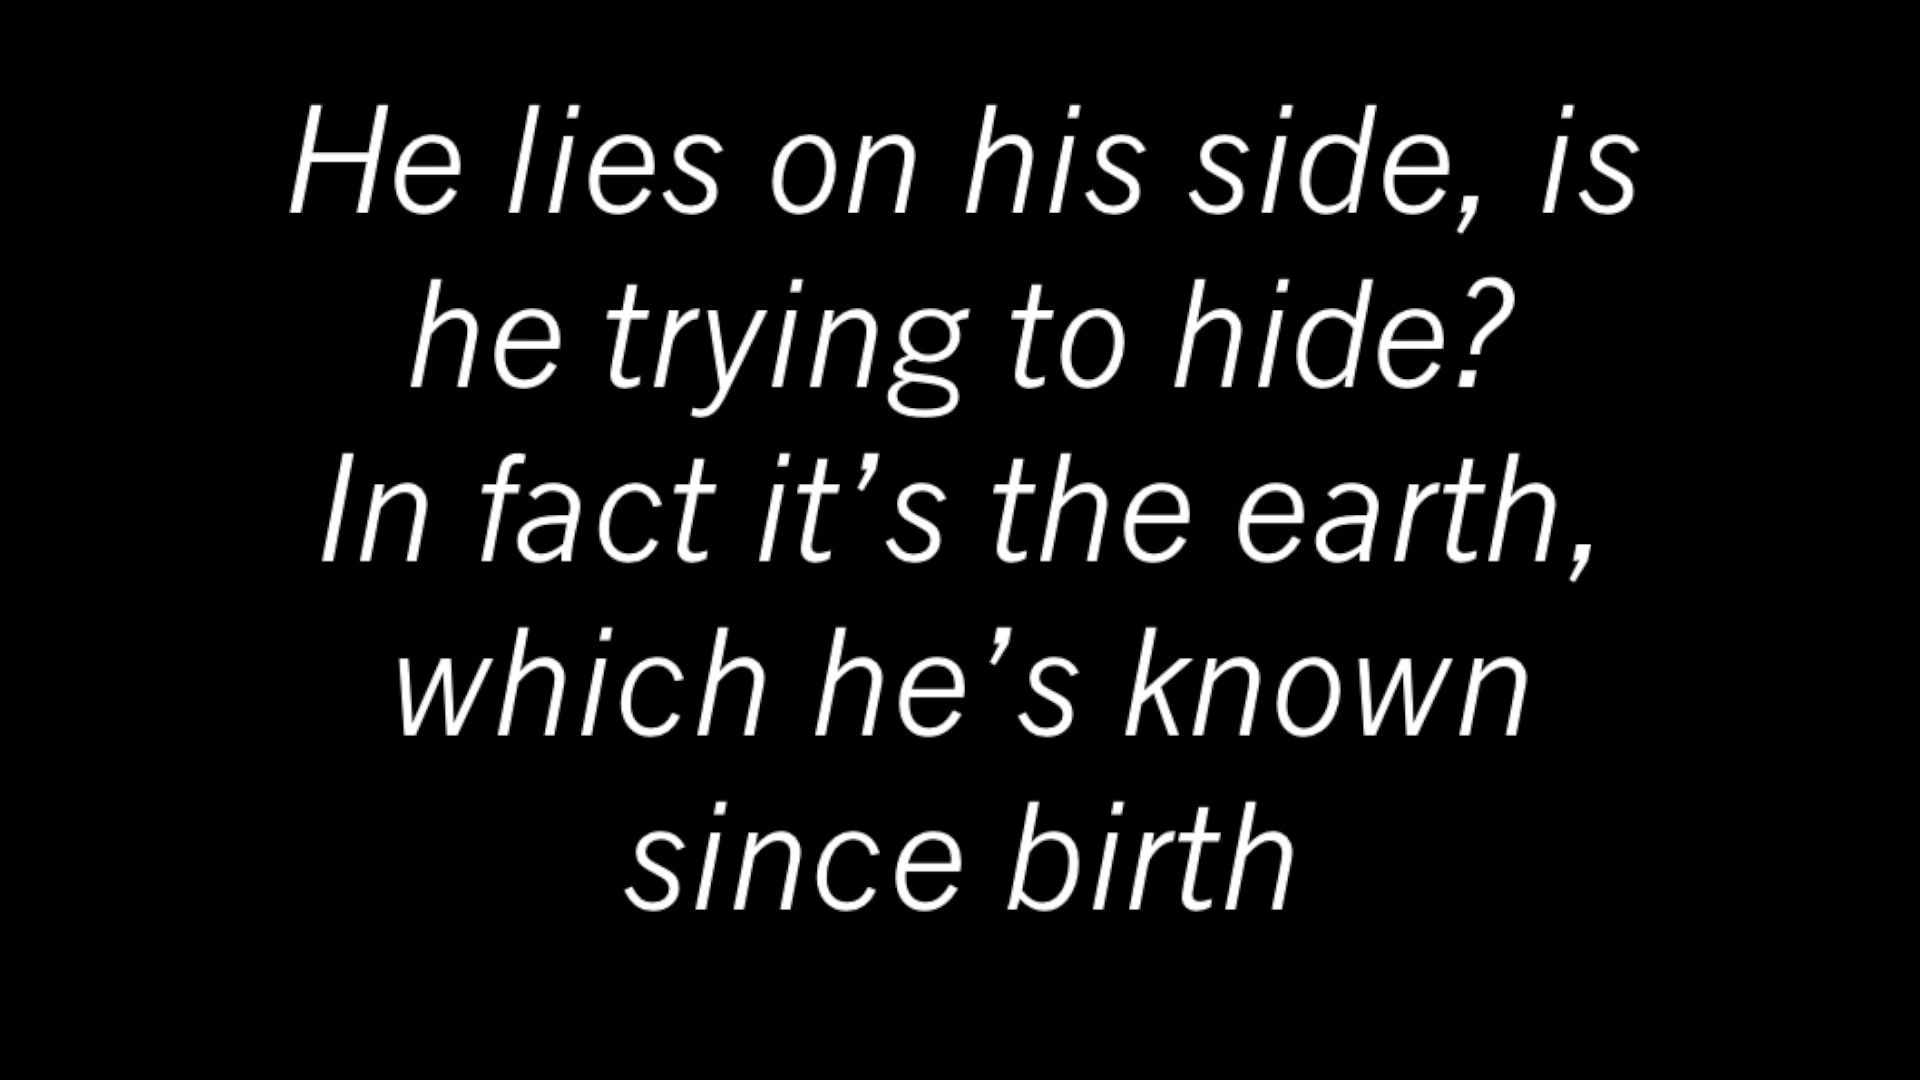 He lies on his side, is
he trying to hide?
In fact it’s the earth,
which he’s known
since birth